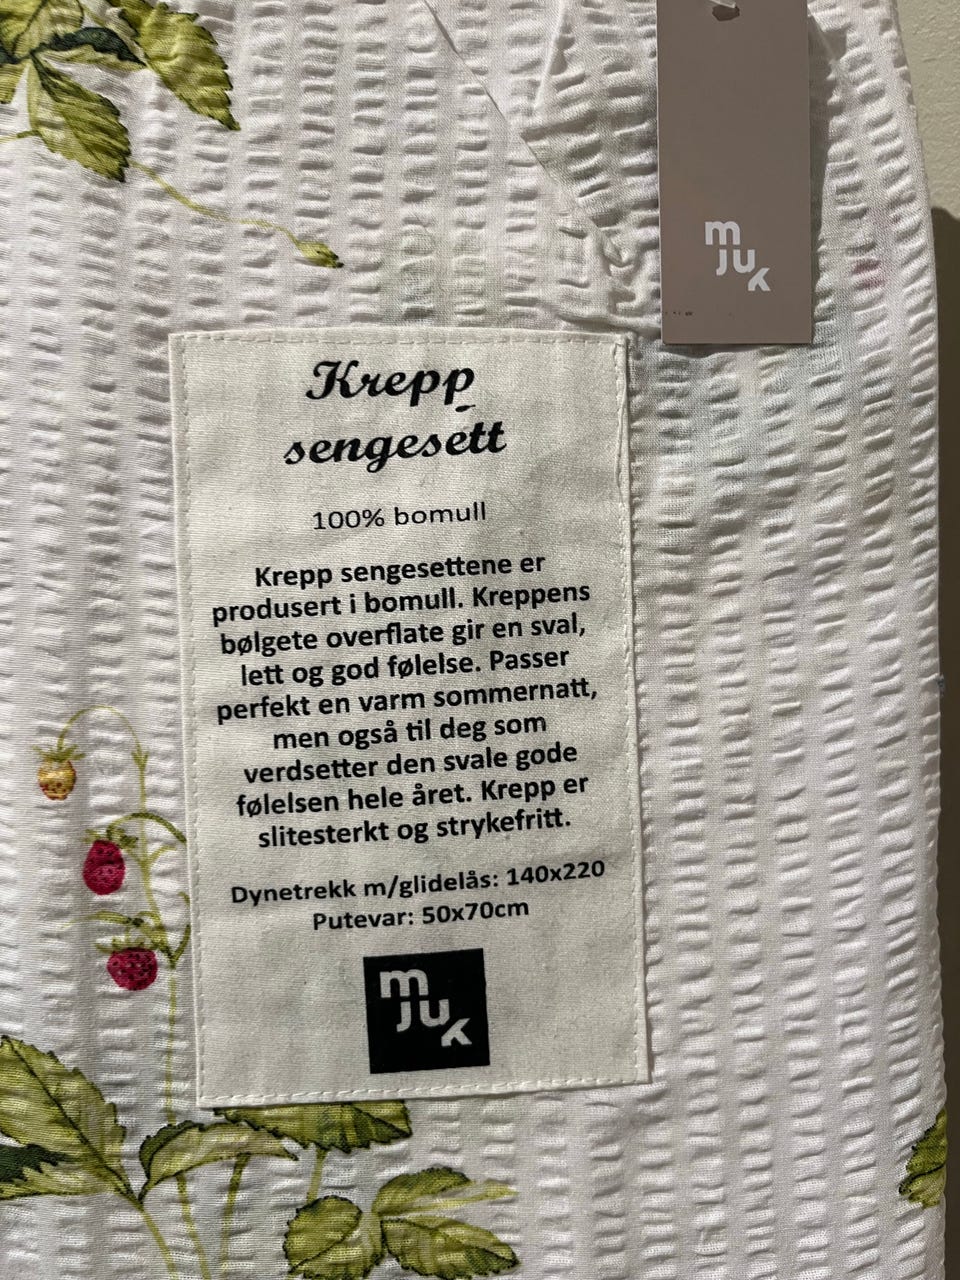 mjuk
Krepp
sengesett
100% bomull
Krepp sengesettene er
produsert i bomull. Kreppens
bølgete overflate gir en sval,
lett og god følelse. Passer
perfekt en varm sommernatt,
men også til deg som
verdsetter den svale gode
følelsen hele året. Krepp er
slitesterkt og strykefritt.
Dynetrekk m/glidelås: 140x220
Putevar: 50x70cm
mjuk